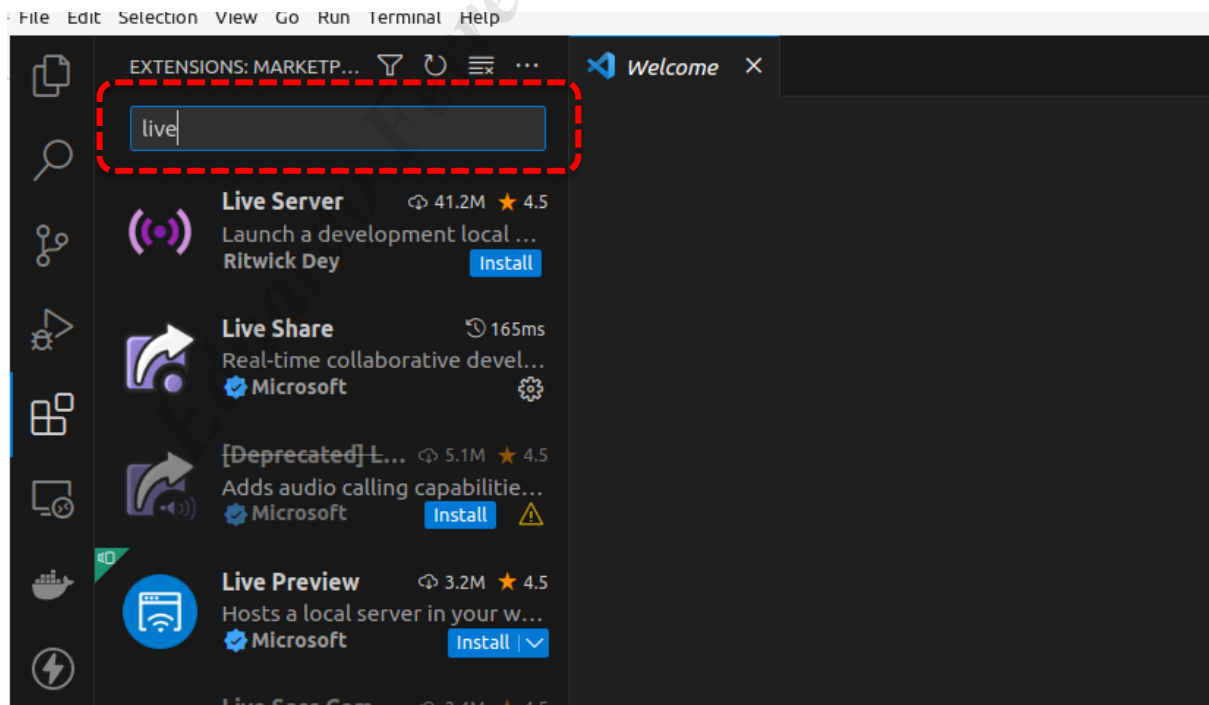 File Edit Selection View Go Run Terminal Help
EXTENSIONS: MARKETP... ...
Welcome
live
Live Server 41.2M ★ 4.5
Launch a development local ...
Ritwick Dey Install
Live Share 165ms
Real-time collaborative devel...
Microsoft
[Deprecated] L... 5.1M ★ 4.5
Adds audio calling capabilitie...
Microsoft Install
Live Preview 3.2M ★ 4.5
Hosts a local server in your w...
Microsoft Install